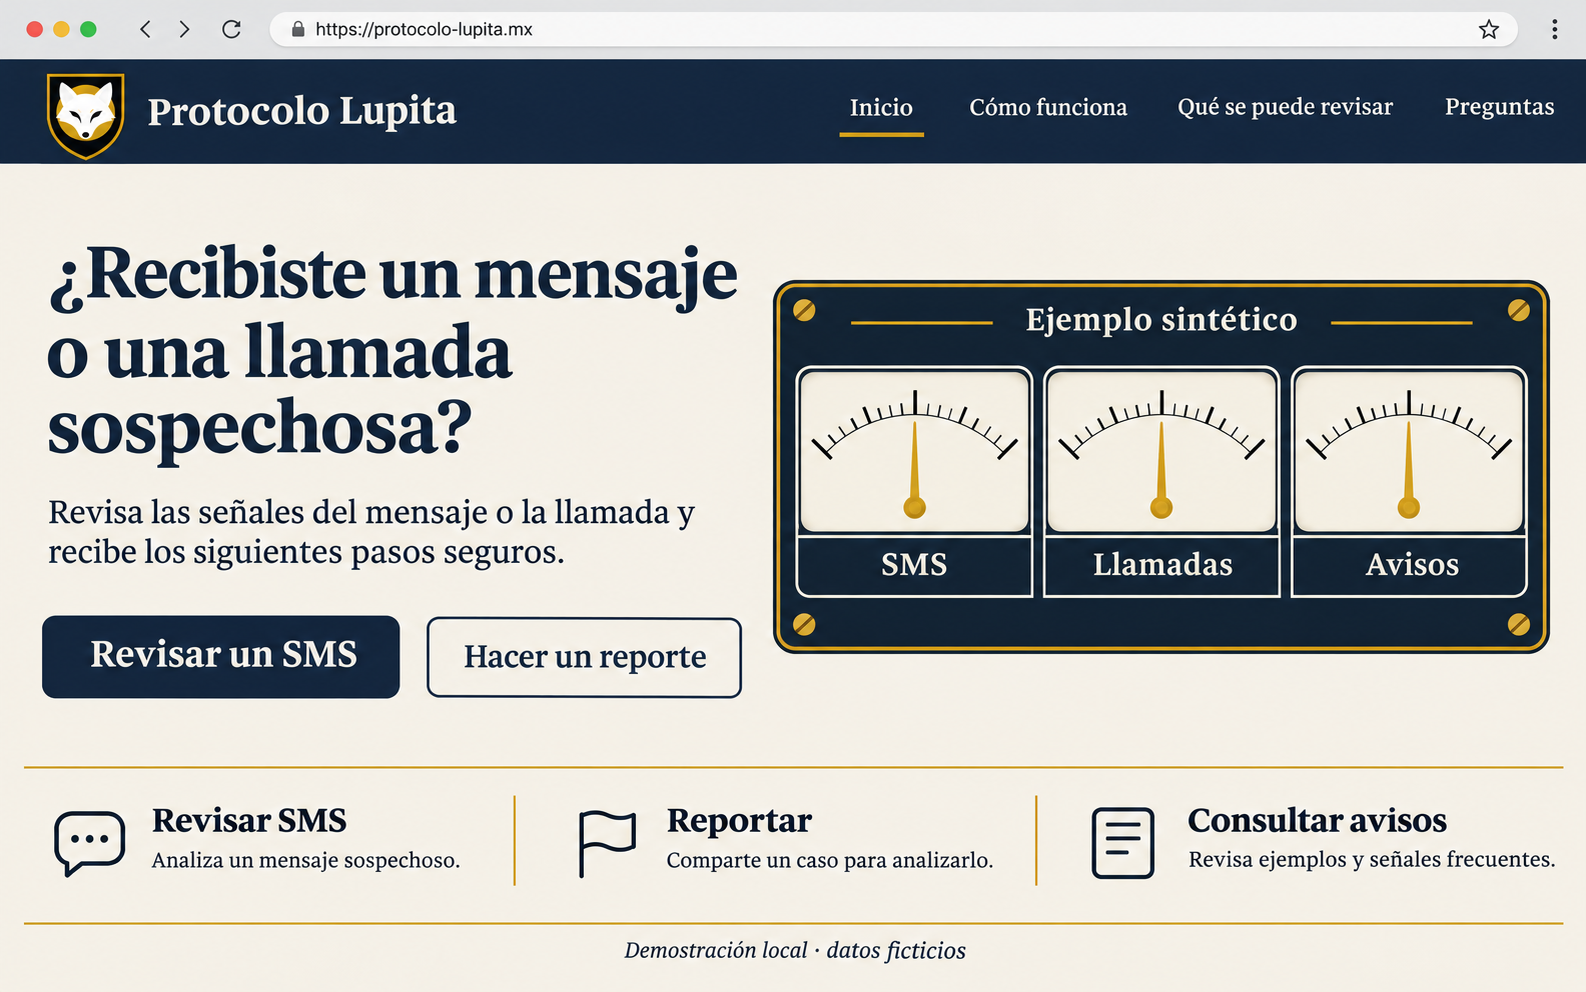 https://protocolo-lupita.mx
Protocolo Lupita
Inicio
Cómo funciona
Qué se puede revisar
Preguntas
¿Recibiste un mensaje
o una llamada
sospechosa?
Revisa las señales del mensaje o la llamada y
recibe los siguientes pasos seguros.
Revisar un SMS
Hacer un reporte
Ejemplo sintético
SMS
Llamadas
Avisos
Revisar SMS
Analiza un mensaje sospechoso.
Reportar
Comparte un caso para analizarlo.
Consultar avisos
Revisa ejemplos y señales frecuentes.
Demostración local · datos ficticios